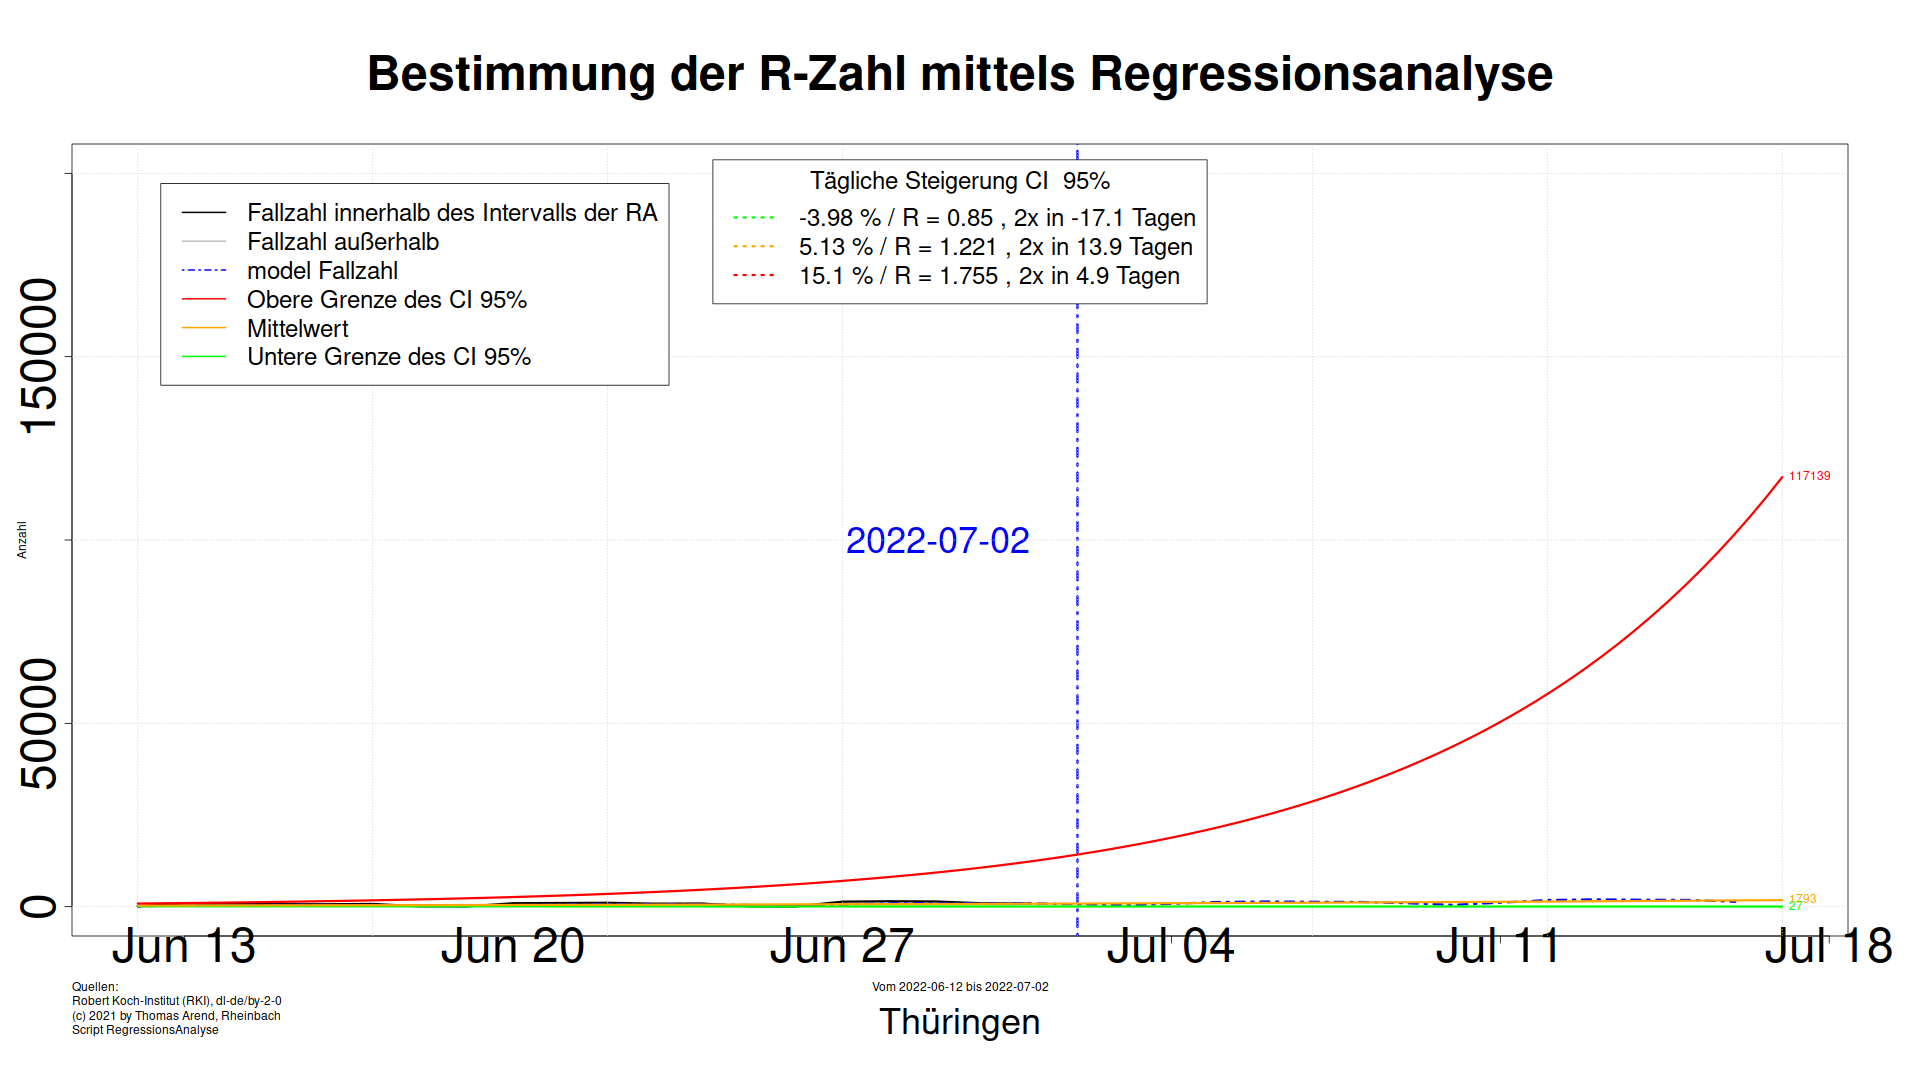 Bestimmung der R-Zahl mittels Regressionsanalyse
Fallzahl innerhalb des Intervalls der RA
Fallzahl außerhalb
model Fallzahl
Obere Grenze des CI 95%
Mittelwert
Untere Grenze des CI 95%
Tägliche Steigerung CI 95%
-3.98 % / R = 0.85 , 2x in -17.1 Tagen
5.13 % / R = 1.221 , 2x in 13.9 Tagen
15.1 % / R = 1.755 , 2x in 4.9 Tagen
150000
50000
0
Anzahl
2022-07-02
117139
1793
27
Jun 13
Jun 20
Jun 27
Jul 04
Jul 11
Jul 18
Quellen:
Robert Koch-Institut (RKI), dl-de/by-2-0
(c) 2021 by Thomas Arend, Rheinbach
Script RegressionsAnalyse
Vom 2022-06-12 bis 2022-07-02
Thüringen